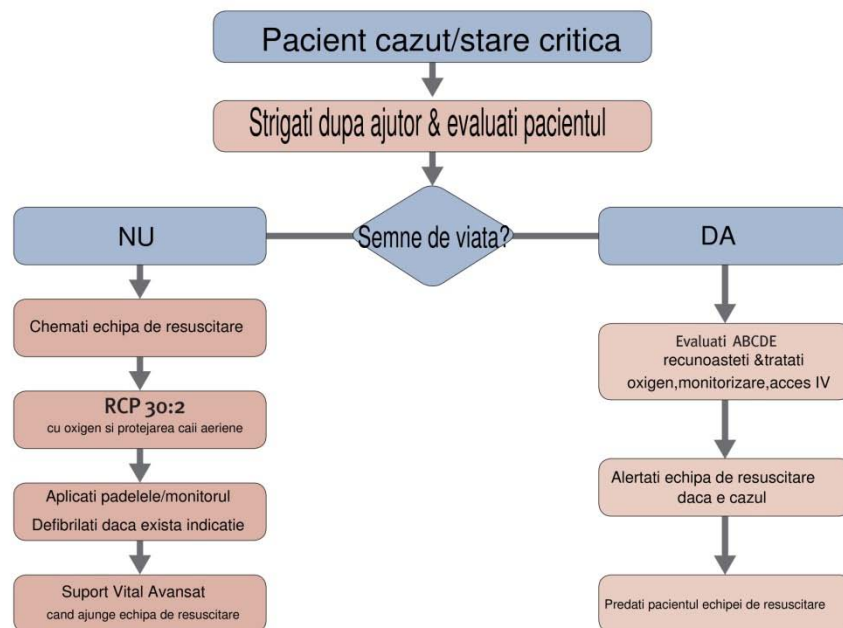 Pacient cazut/stare critica
Strigati dupa ajutor & evaluati pacientul
Semne de viata?
NU
Chemati echipa de resuscitare
RCP 30:2
cu oxigen si protejarea caii aeriene
Aplicati padelele/monitorul
Defibrilati daca exista indicatie
Suport Vital Avansat
cand ajunge echipa de resuscitare
DA
Evaluati ABCDE
recunoasteti &tratati
oxigen,monitorizare,acces IV
Alertati echipa de resuscitare
daca e cazul
Predati pacientul echipei de resuscitare